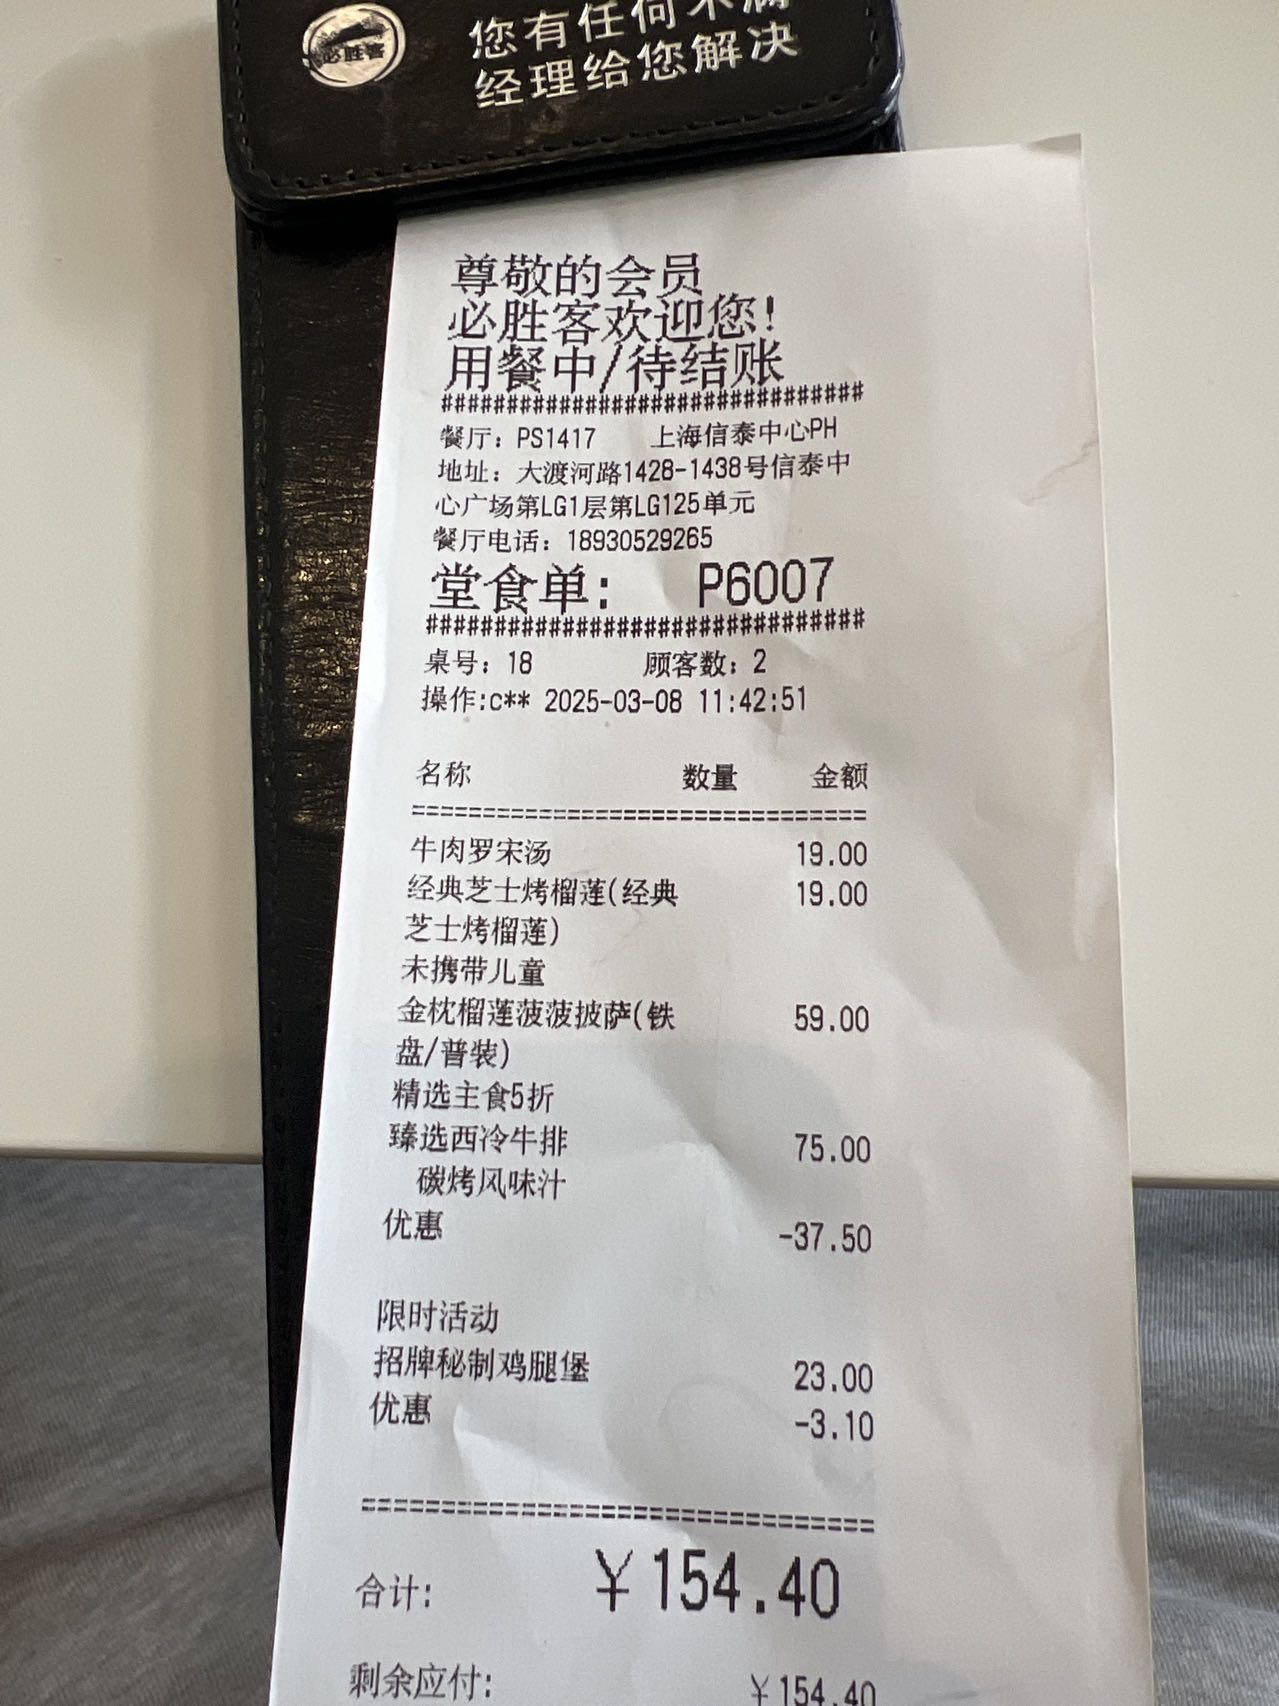 必胜客
您有任何不满
经理给您解决
尊敬的会员
必胜客欢迎您!
用餐中/待结账
################################
餐厅: PS1417 上海信泰中心PH
地址: 大渡河路1428-1438号信泰中
心广场第LG1层第LG125单元
餐厅电话: 18930529265
堂食单: P6007
################################
桌号: 18 顾客数: 2
操作:c** 2025-03-08 11:42:51
名称 数量 金额
================================
牛肉罗宋汤 19.00
经典芝士烤榴莲(经典 19.00
芝士烤榴莲)
未携带儿童
金枕榴莲菠菠披萨(铁 59.00
盘/普装)
精选主食5折
臻选西冷牛排 75.00
碳烤风味汁
优惠 -37.50
限时活动
招牌秘制鸡腿堡 23.00
优惠 -3.10
================================
合计: ¥154.40
剩余应付: ¥154.40